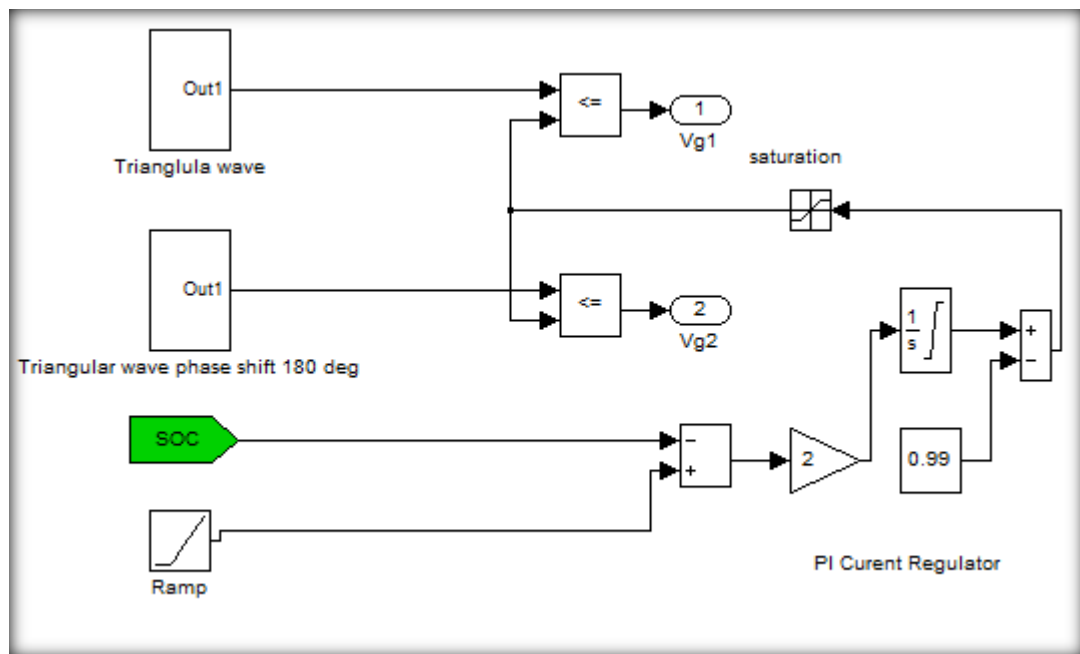 Out1
<=
1
Vg1
Trianglula wave
saturation
Out1
<=
2
Vg2
Triangular wave phase shift 180 deg
1
s
+
−
SOC
−
+
2
0.99
Ramp
PI Curent Regulator